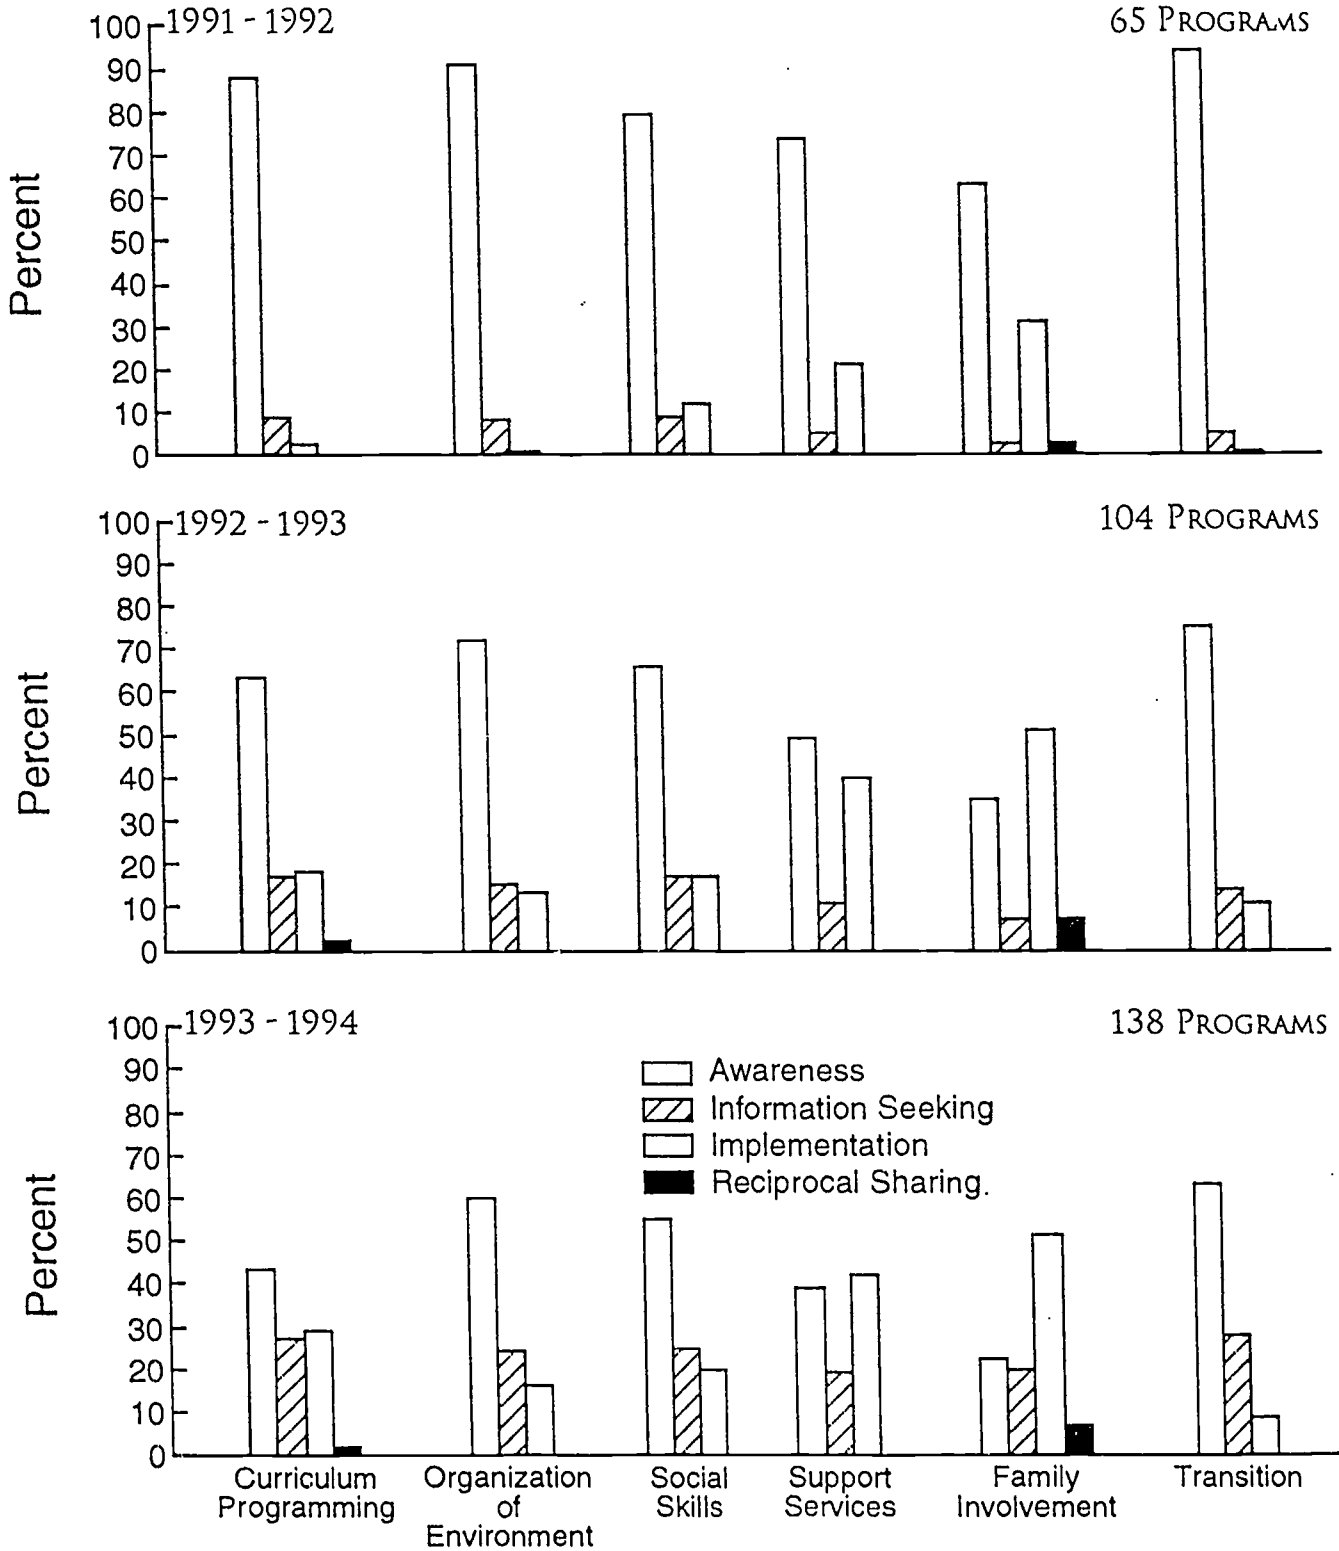 1991 - 1992
65 PROGRAMS
Percent
100
90
80
70
60
50
40
30
20
10
0
1992 - 1993
104 PROGRAMS
Percent
100
90
80
70
60
50
40
30
20
10
0
1993 - 1994
138 PROGRAMS
Percent
100
90
80
70
60
50
40
30
20
10
0
Awareness
Information Seeking
Implementation
Reciprocal Sharing.
Curriculum
Programming
Organization
of
Environment
Social
Skills
Support
Services
Family
Involvement
Transition